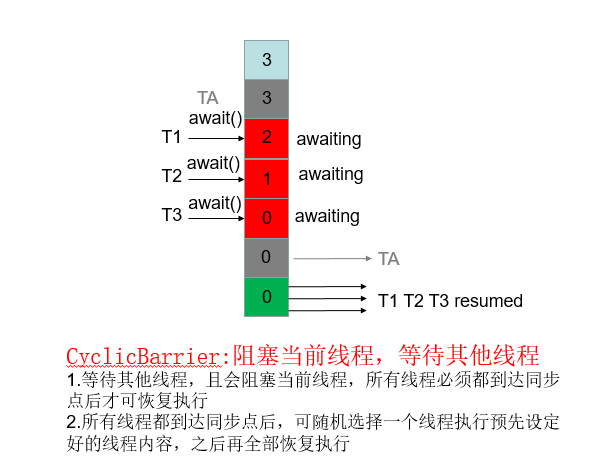 3
TA
3
await()
T1
2
awaiting
await()
T2
1
awaiting
await()
T3
0
awaiting
0
TA
0
T1 T2 T3 resumed
CyclicBarrier:阻塞当前线程，等待其他线程
1.等待其他线程，且会阻塞当前线程，所有线程必须都到达同步
点后才可恢复执行
2.所有线程都到达同步点后，可随机选择一个线程执行预先设定
好的线程内容，之后再全部恢复执行